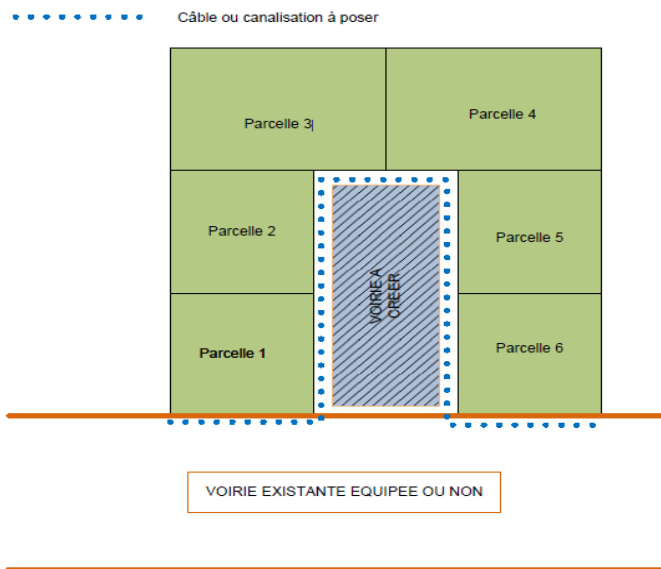 Câble ou canalisation à poser
Parcelle 3
Parcelle 4
Parcelle 2
Parcelle 5
VOIRIE A
CREER
Parcelle 1
Parcelle 6
VOIRIE EXISTANTE EQUIPEE OU NON